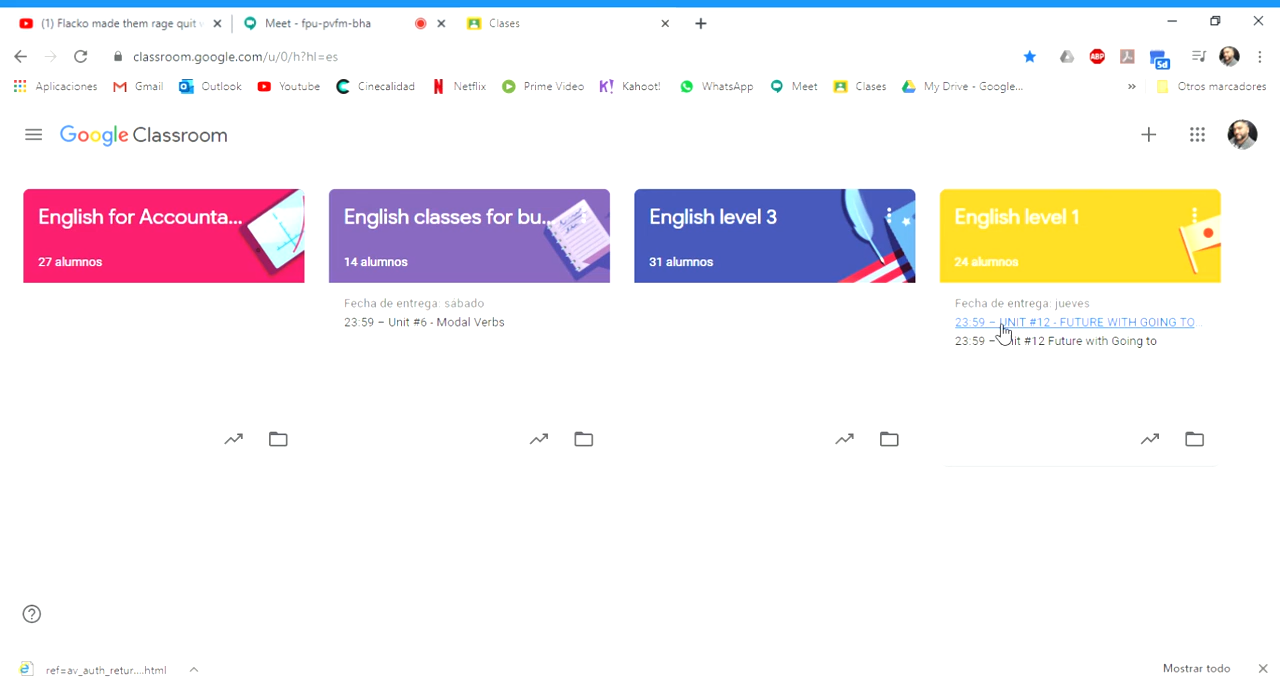 (1) Flacko made them rage quit
Meet - fpu-pvfm-bha
Clases
classroom.google.com/u/0/h?hl=es
ABP
5d
Aplicaciones
Gmail
Outlook
Youtube
Cinecalidad
Netflix
Prime Video
Kahoot!
WhatsApp
Meet
Clases
My Drive - Google...
»
Otros marcadores
Google Classroom
English for Accounta...
27 alumnos
English classes for bu...
14 alumnos
Fecha de entrega: sábado
23:59 – Unit #6 - Modal Verbs
English level 3
31 alumnos
English level 1
24 alumnos
Fecha de entrega: jueves
23:59 – UNIT #12 - FUTURE WITH GOING TO
23:59 – #12 Future with Going to
ref=av_auth_retur....html
Mostrar todo